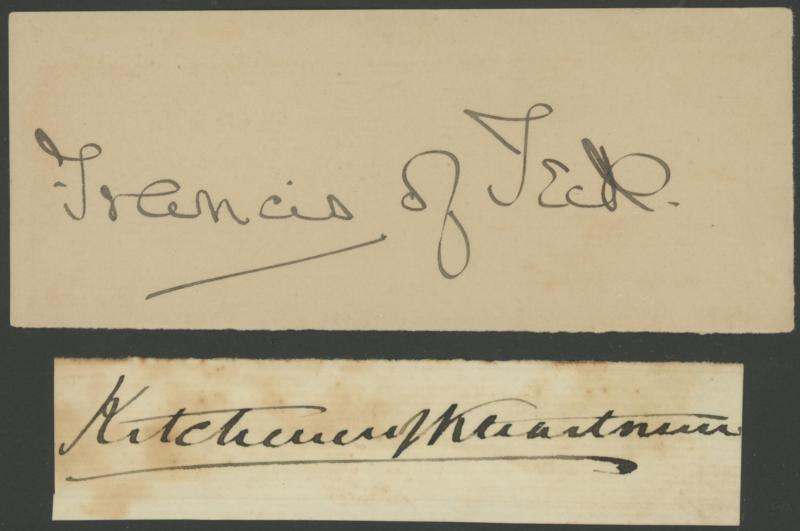 Francis of Teck.
Kitchener of Khartoum